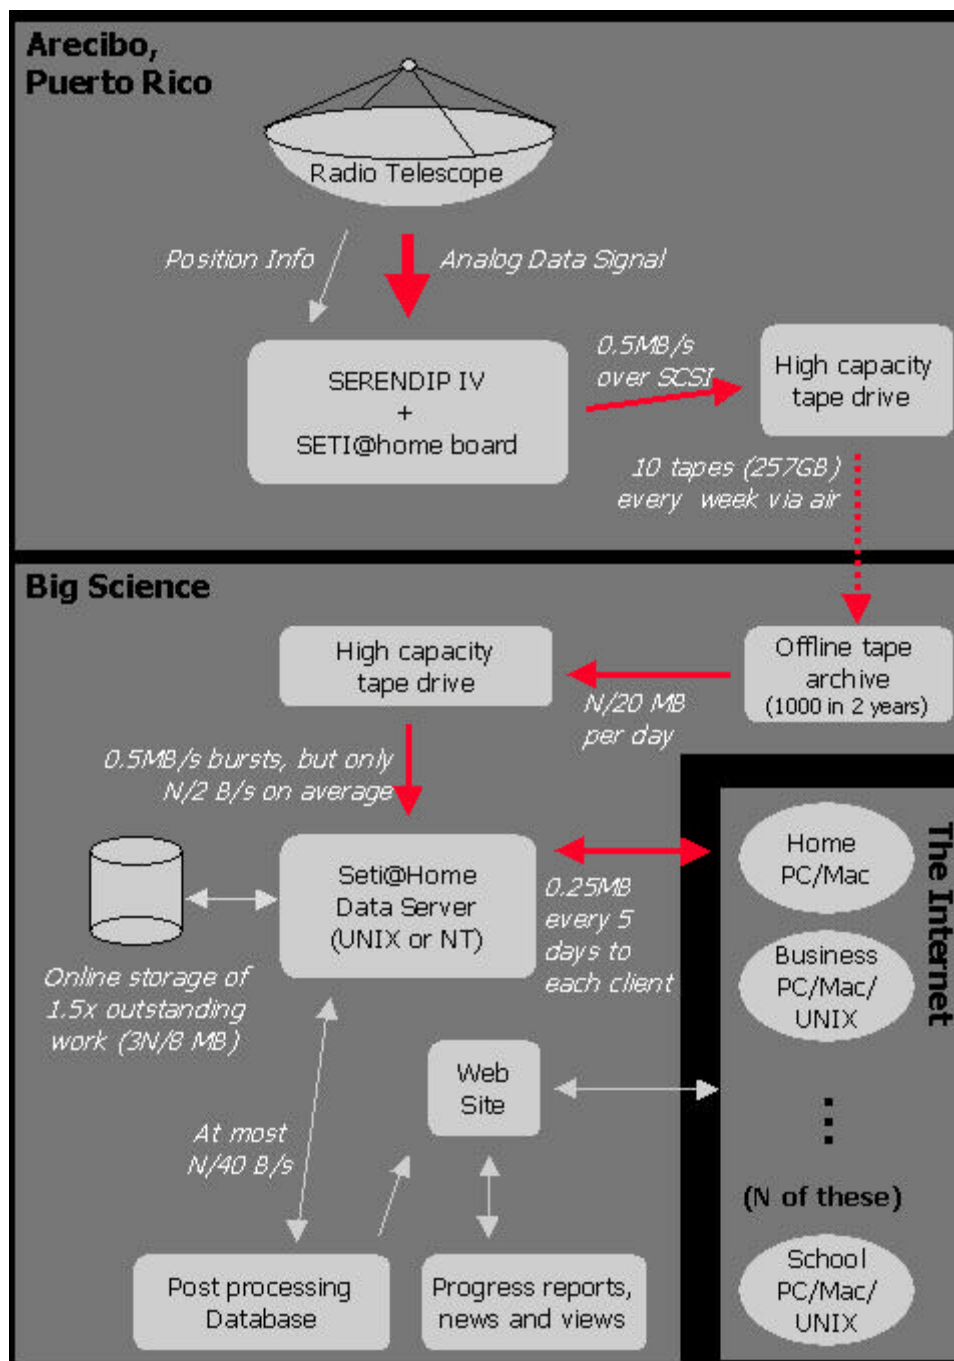 Arecibo,
Puerto Rico
Radio Telescope
Position Info
Analog Data Signal
SERENDIP IV
+
SETI@home board
0.5MB/s
over SCSI
High capacity
tape drive
10 tapes (257GB)
every week via air
Big Science
High capacity
tape drive
Offline tape
archive
(1000 in 2 years)
N/20 MB
per day
0.5MB/s bursts, but only
N/2 B/s on average
Seti@Home
Data Server
(UNIX or NT)
0.25MB
every 5
days to
each client
Online storage of
1.5x outstanding
work (3N/8 MB)
The Internet
Home
PC/Mac
Business
PC/Mac/
UNIX
(N of these)
School
PC/Mac/
UNIX
Web
Site
At most
N/40 B/s
Post processing
Database
Progress reports,
news and views